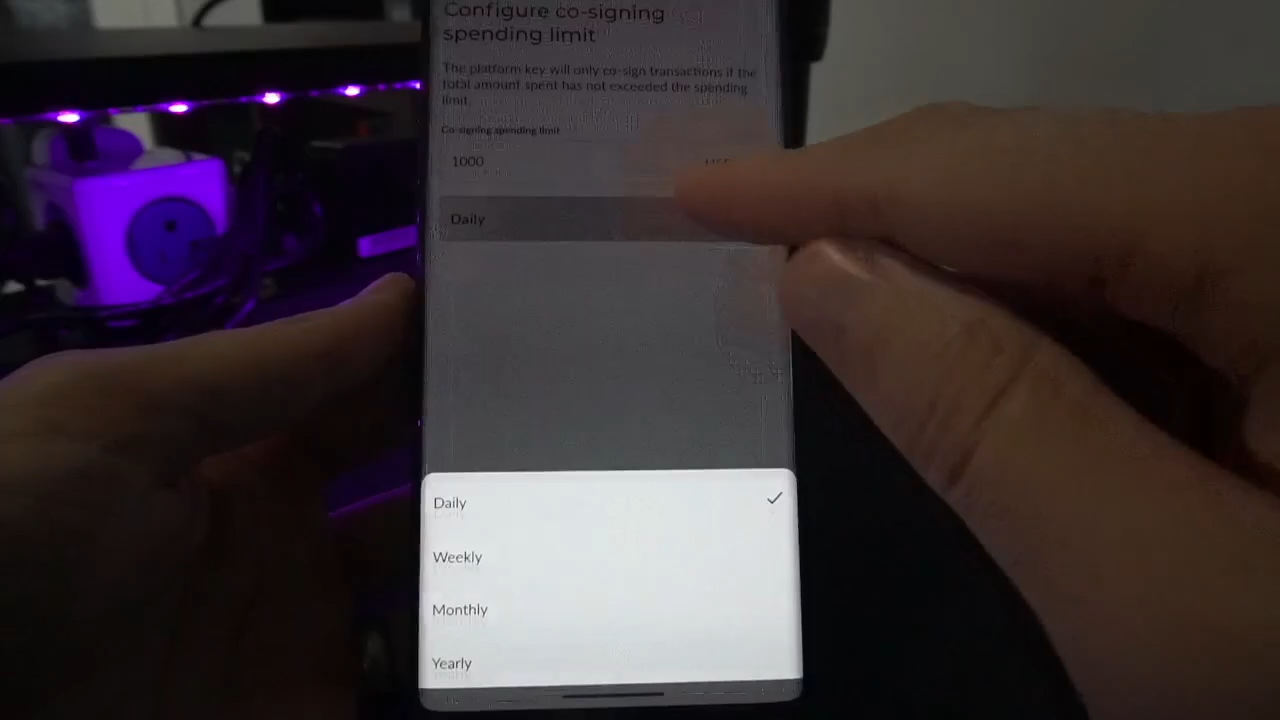 Configure co-signing
spending limit
The platform key will only co-sign transactions if the
total amount spent has not exceeded the spending
limit.
Co-signing spending limit
1000
Daily
Daily
Weekly
Monthly
Yearly